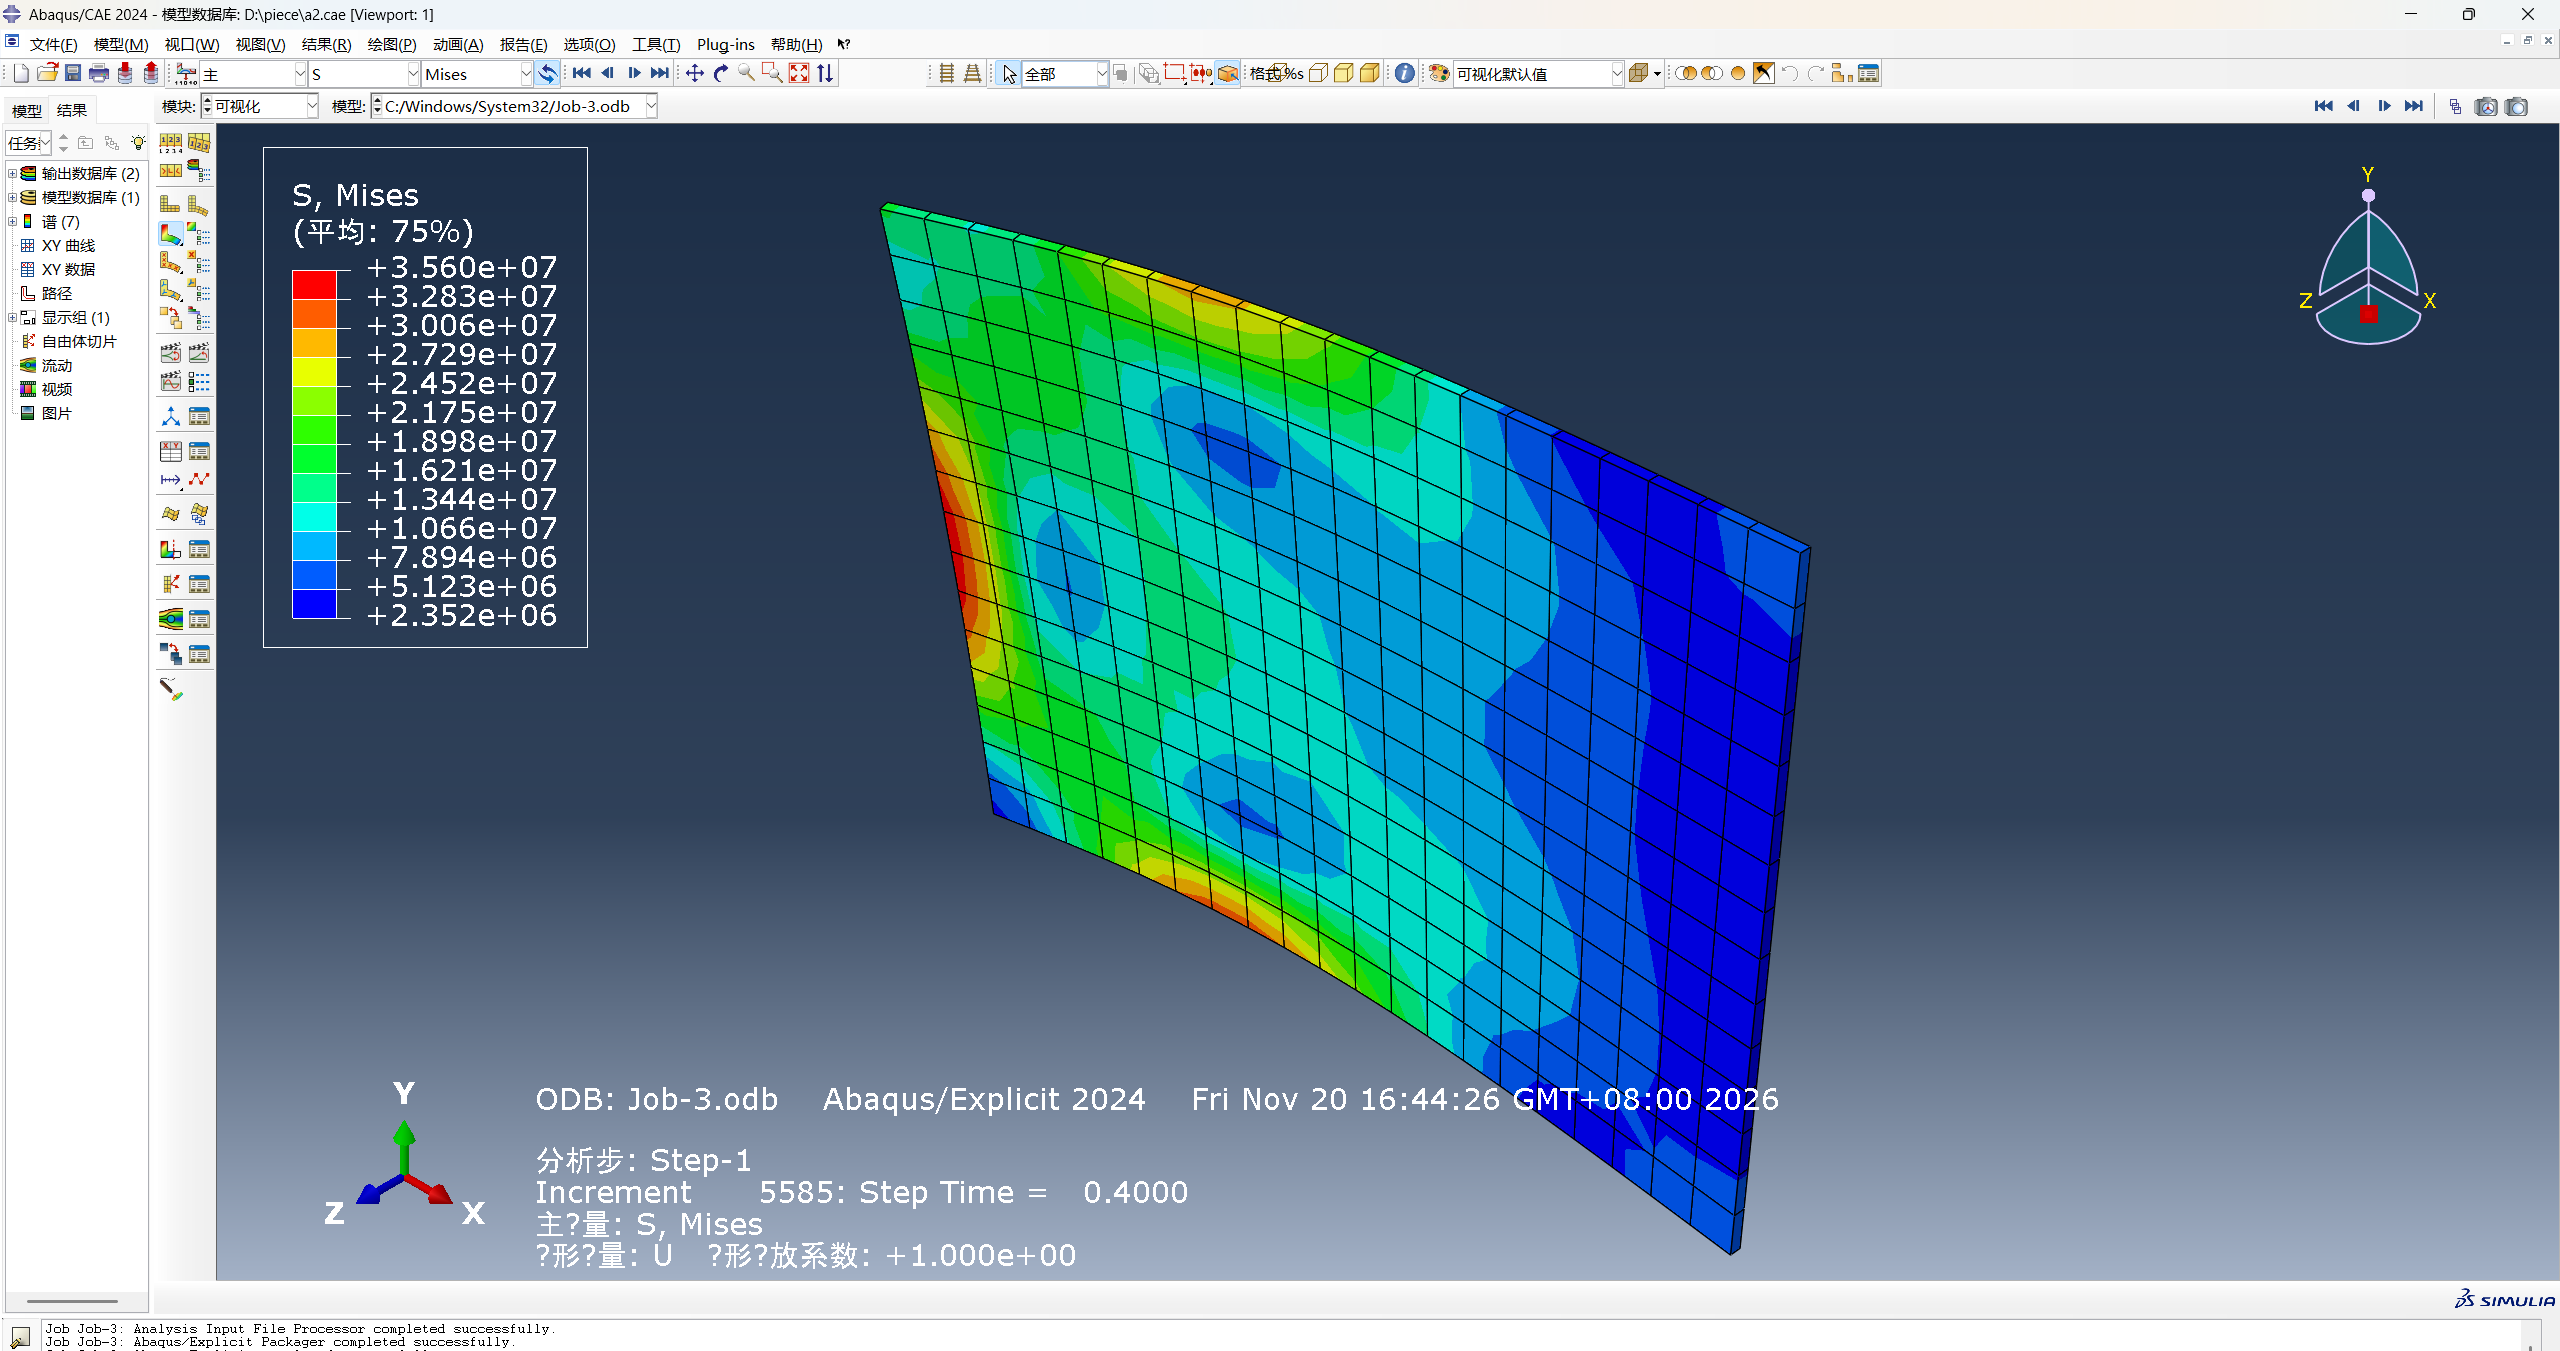 Abaqus/CAE 2024 - 模型数据库: D:\piece\a2.cae [Viewport: 1]
文件(F) 模型(M) 视口(W) 视图(V) 结果(R) 绘图(P) 动画(A) 报告(E) 选项(O) 工具(T) Plug-ins 帮助(H)
主 S Mises 全部 格式%s 可视化默认值
模型 结果 模块: 可视化 模型: C:/Windows/System32/Job-3.odb
任务
输出数据库 (2)
模型数据库 (1)
谱 (7)
XY 曲线
XY 数据
路径
显示组 (1)
自由体切片
流动
视频
图片
S, Mises
(平均: 75%)
+3.560e+07
+3.283e+07
+3.006e+07
+2.729e+07
+2.452e+07
+2.175e+07
+1.898e+07
+1.621e+07
+1.344e+07
+1.066e+07
+7.894e+06
+5.123e+06
+2.352e+06
Y
Z X
Y
Z X
ODB: Job-3.odb Abaqus/Explicit 2024 Fri Nov 20 16:44:26 GMT+08:00 2026
分析步: Step-1
Increment 5585: Step Time = 0.4000
主?量: S, Mises
?形?量: U ?形?放系数: +1.000e+00
SIMULIA
Job Job-3: Analysis Input File Processor completed successfully.
Job Job-3: Abaqus/Explicit Packager completed successfully.